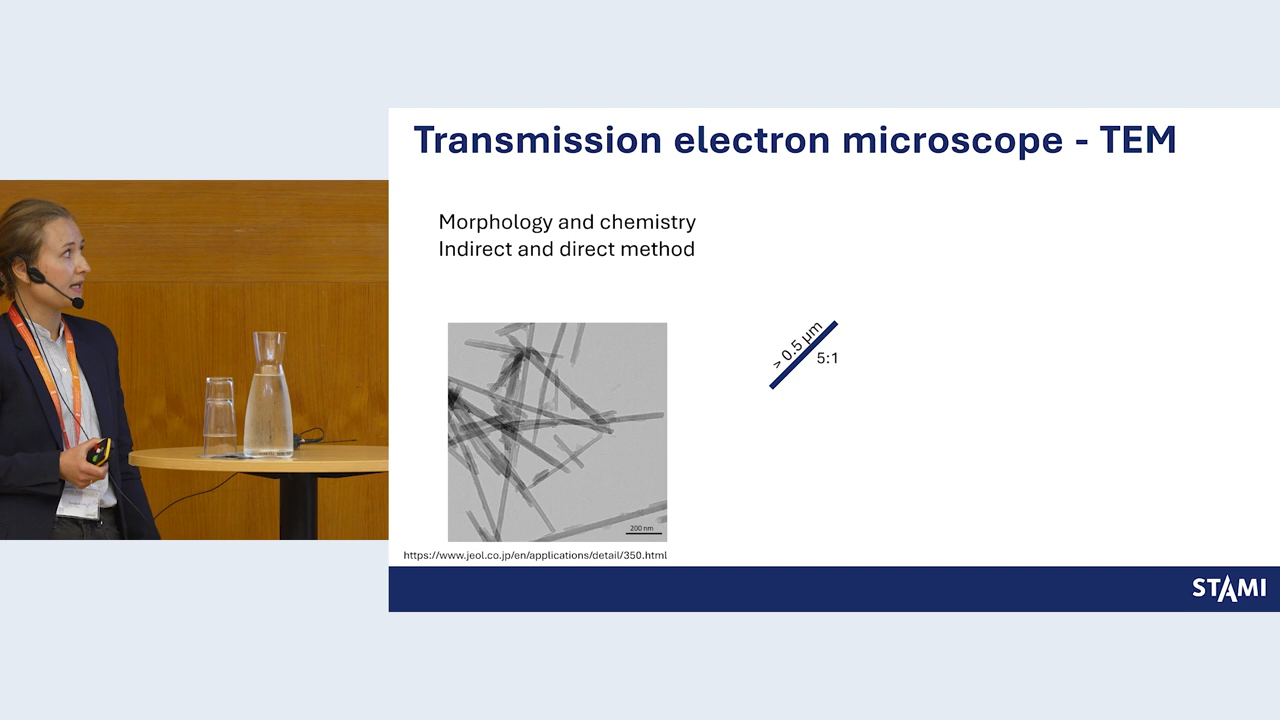 Transmission electron microscope - TEM
Morphology and chemistry
Indirect and direct method
> 0.5 µm
5:1
200 nm
https://www.jeol.co.jp/en/applications/detail/350.html
STAMI